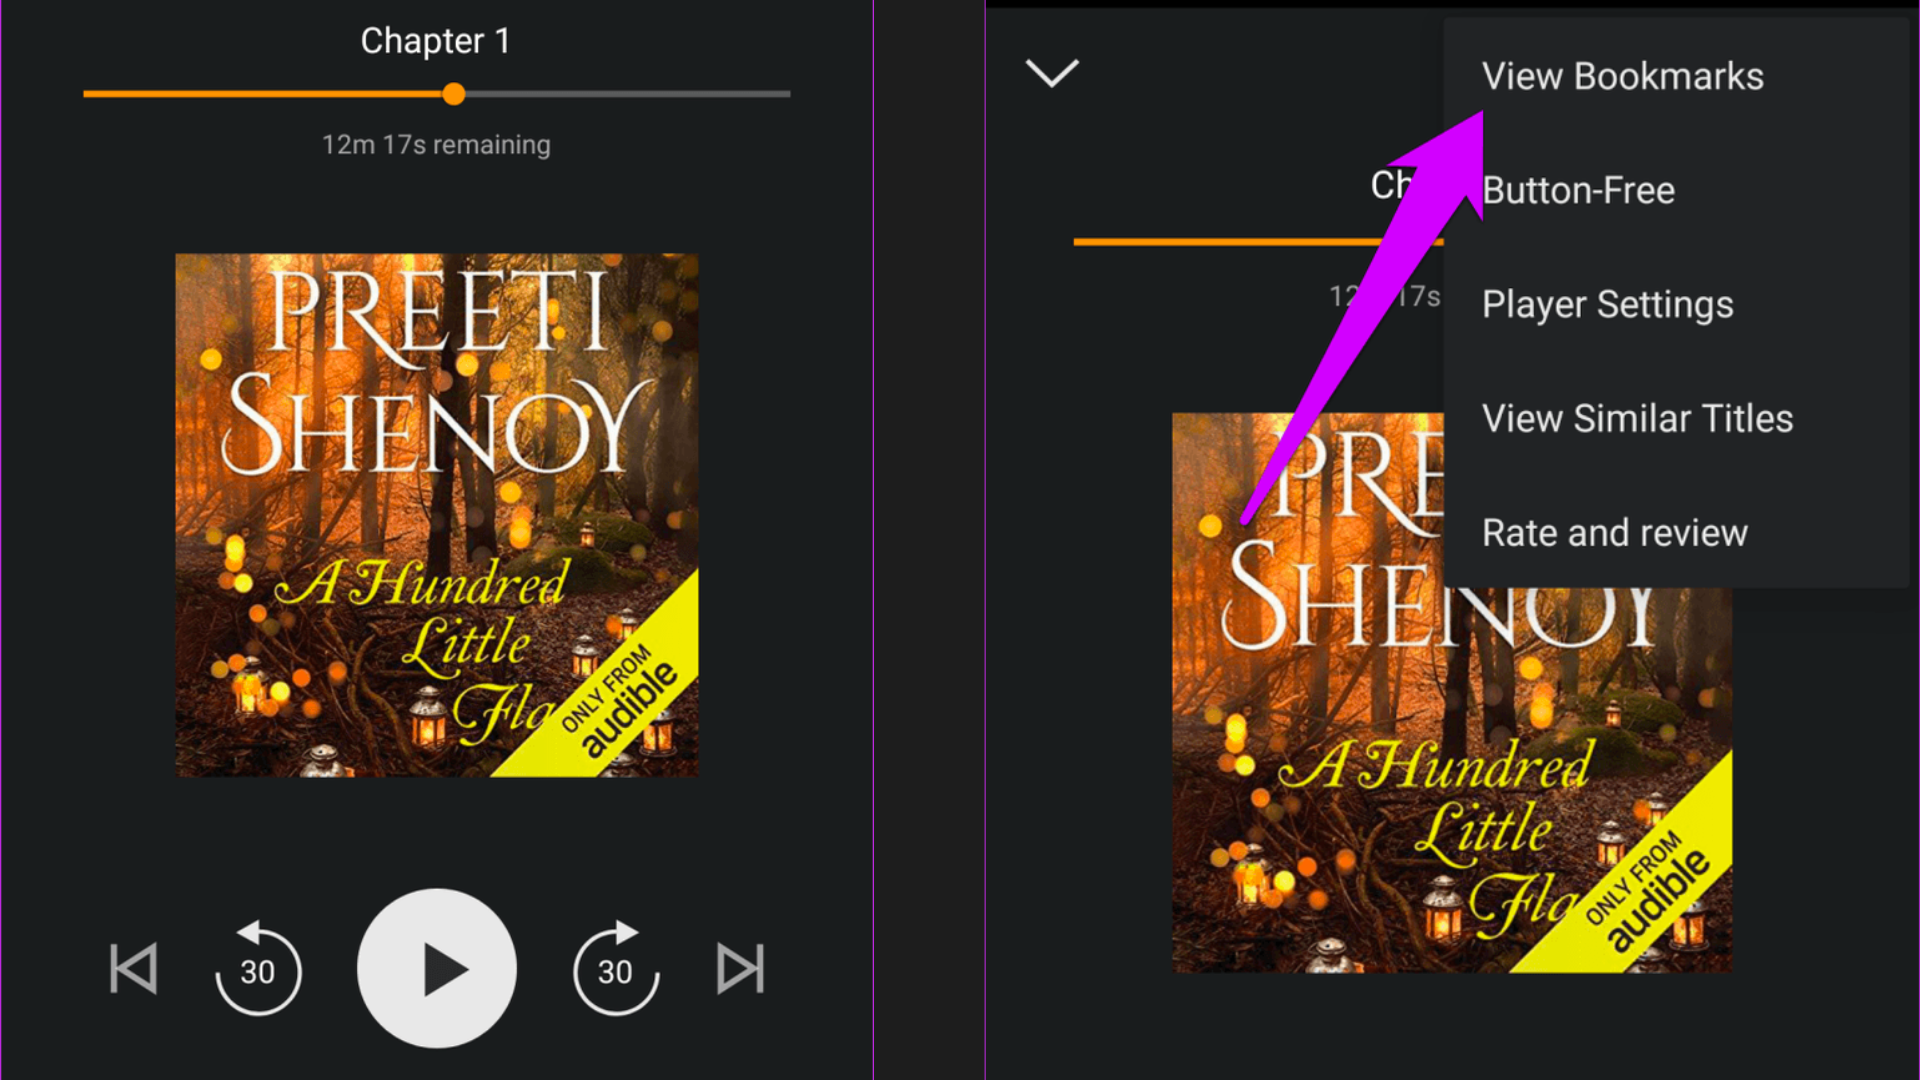 Chapter 1
12m 17s remaining
PREETI
SHENOY
A Hundred
Little
Fla
ONLY FROM
audible
30
30
View Bookmarks
Button-Free
Player Settings
View Similar Titles
Rate and review
Ch
12 17s
PRE
SHENOY
A Hundred
Little
Fla
ONLY FROM
audible